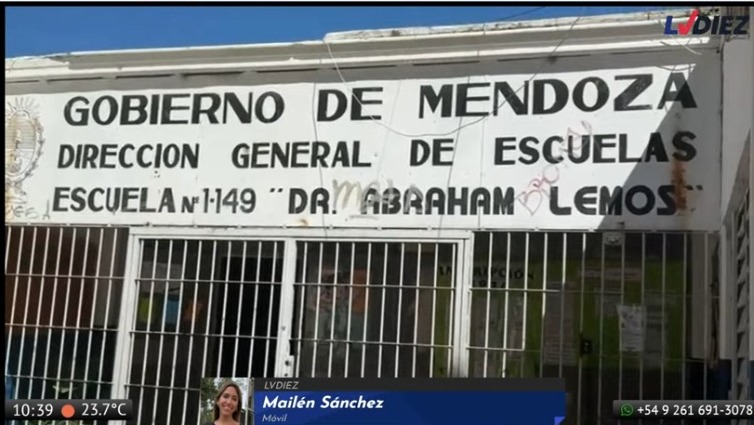 LVDIEZ
GOBIERNO DE MENDOZA
DIRECCION GENERAL DE ESCUELAS
ESCUELA Nº 1-149 "DR. ABRAHAM LEMOS"
INSCRIPCIÓN
LVDIEZ
Mailén Sánchez
Móvil
10:39 23.7°C
+54 9 261 691-3078